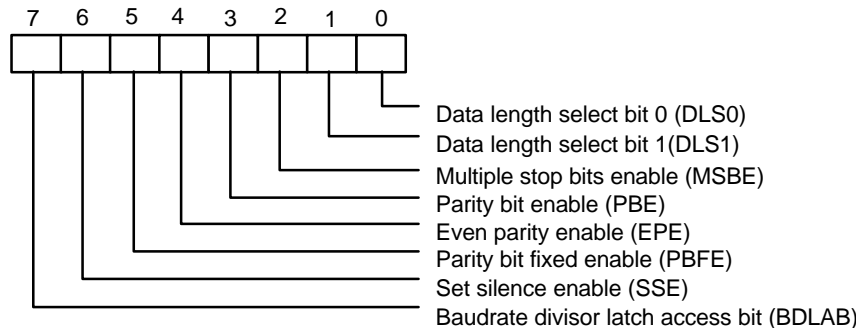 7 6 5 4 3 2 1 0
Data length select bit 0 (DLS0)
Data length select bit 1(DLS1)
Multiple stop bits enable (MSBE)
Parity bit enable (PBE)
Even parity enable (EPE)
Parity bit fixed enable (PBFE)
Set silence enable (SSE)
Baudrate divisor latch access bit (BDLAB)